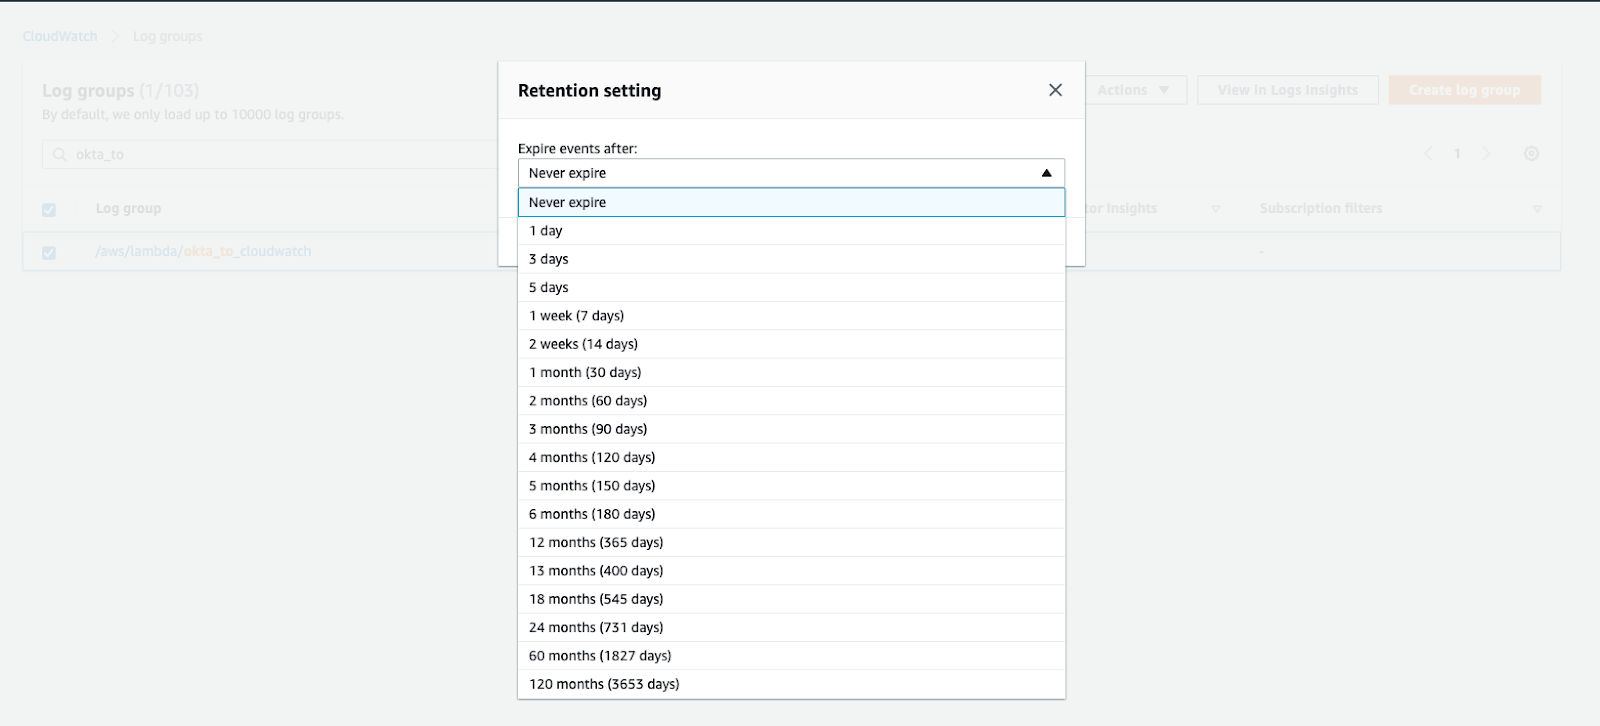 CloudWatch > Log groups
Log groups (1/103)
By default, we only load up to 10000 log groups.
Actions
View in Logs Insights
Create log group
okta_to
1
Log group
tor Insights
Subscription filters
/aws/lambda/okta_to_cloudwatch
-
Retention setting
Expire events after:
Never expire
Never expire
1 day
3 days
5 days
1 week (7 days)
2 weeks (14 days)
1 month (30 days)
2 months (60 days)
3 months (90 days)
4 months (120 days)
5 months (150 days)
6 months (180 days)
12 months (365 days)
13 months (400 days)
18 months (545 days)
24 months (731 days)
60 months (1827 days)
120 months (3653 days)